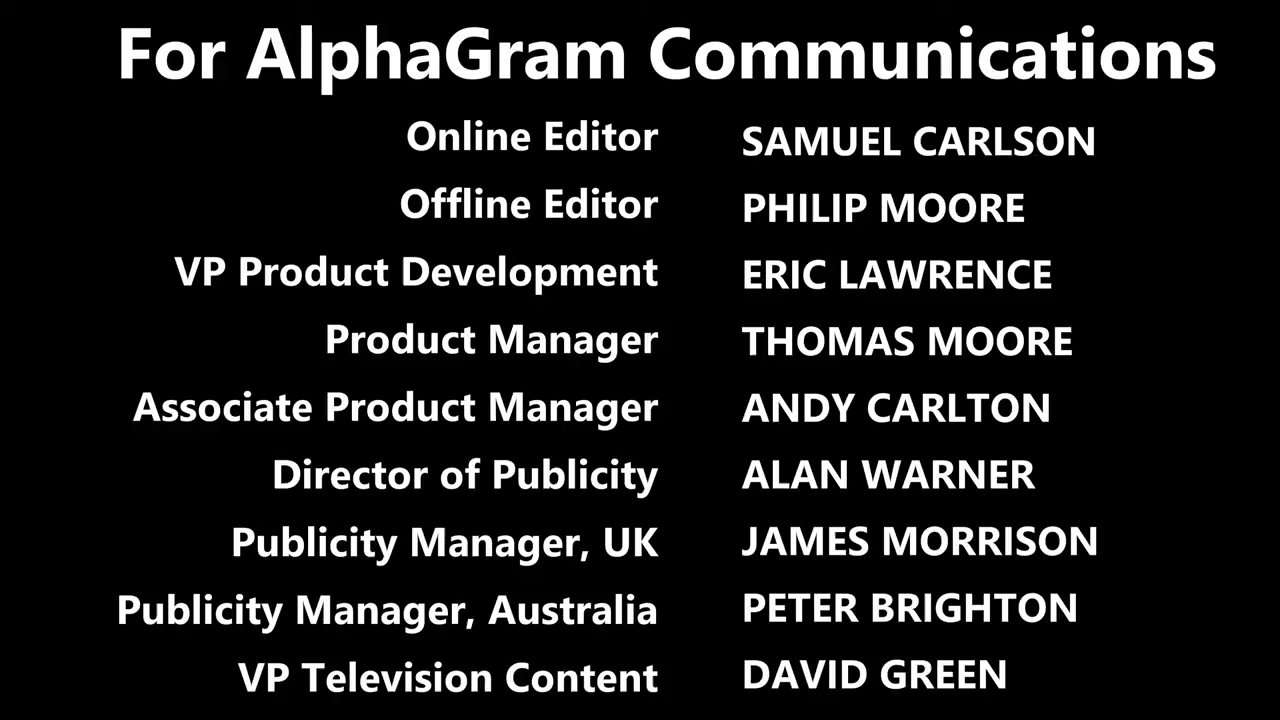 For AlphaGram Communications
Online Editor SAMUEL CARLSON
Offline Editor PHILIP MOORE
VP Product Development ERIC LAWRENCE
Product Manager THOMAS MOORE
Associate Product Manager ANDY CARLTON
Director of Publicity ALAN WARNER
Publicity Manager, UK JAMES MORRISON
Publicity Manager, Australia PETER BRIGHTON
VP Television Content DAVID GREEN